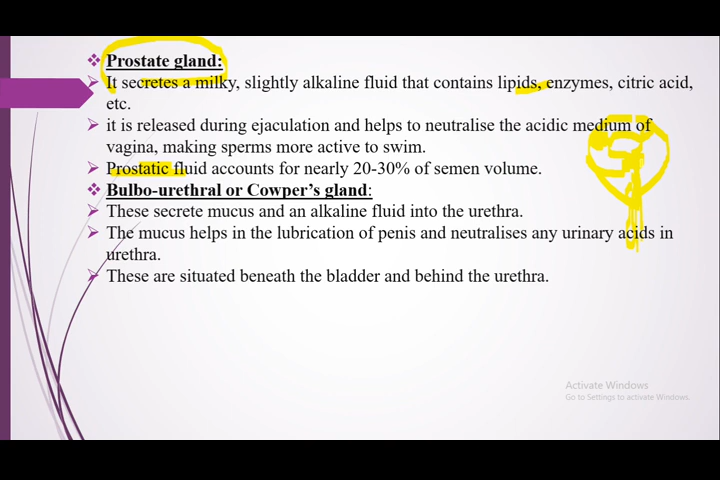 ❖ Prostate gland:
➢ It secretes a milky, slightly alkaline fluid that contains lipids, enzymes, citric acid,
etc.
➢ it is released during ejaculation and helps to neutralise the acidic medium of
vagina, making sperms more active to swim.
➢ Prostatic fluid accounts for nearly 20-30% of semen volume.
❖ Bulbo-urethral or Cowper's gland:
➢ These secrete mucus and an alkaline fluid into the urethra.
➢ The mucus helps in the lubrication of penis and neutralises any urinary acids in
urethra.
➢ These are situated beneath the bladder and behind the urethra.
Activate Windows
Go to Settings to activate Windows.